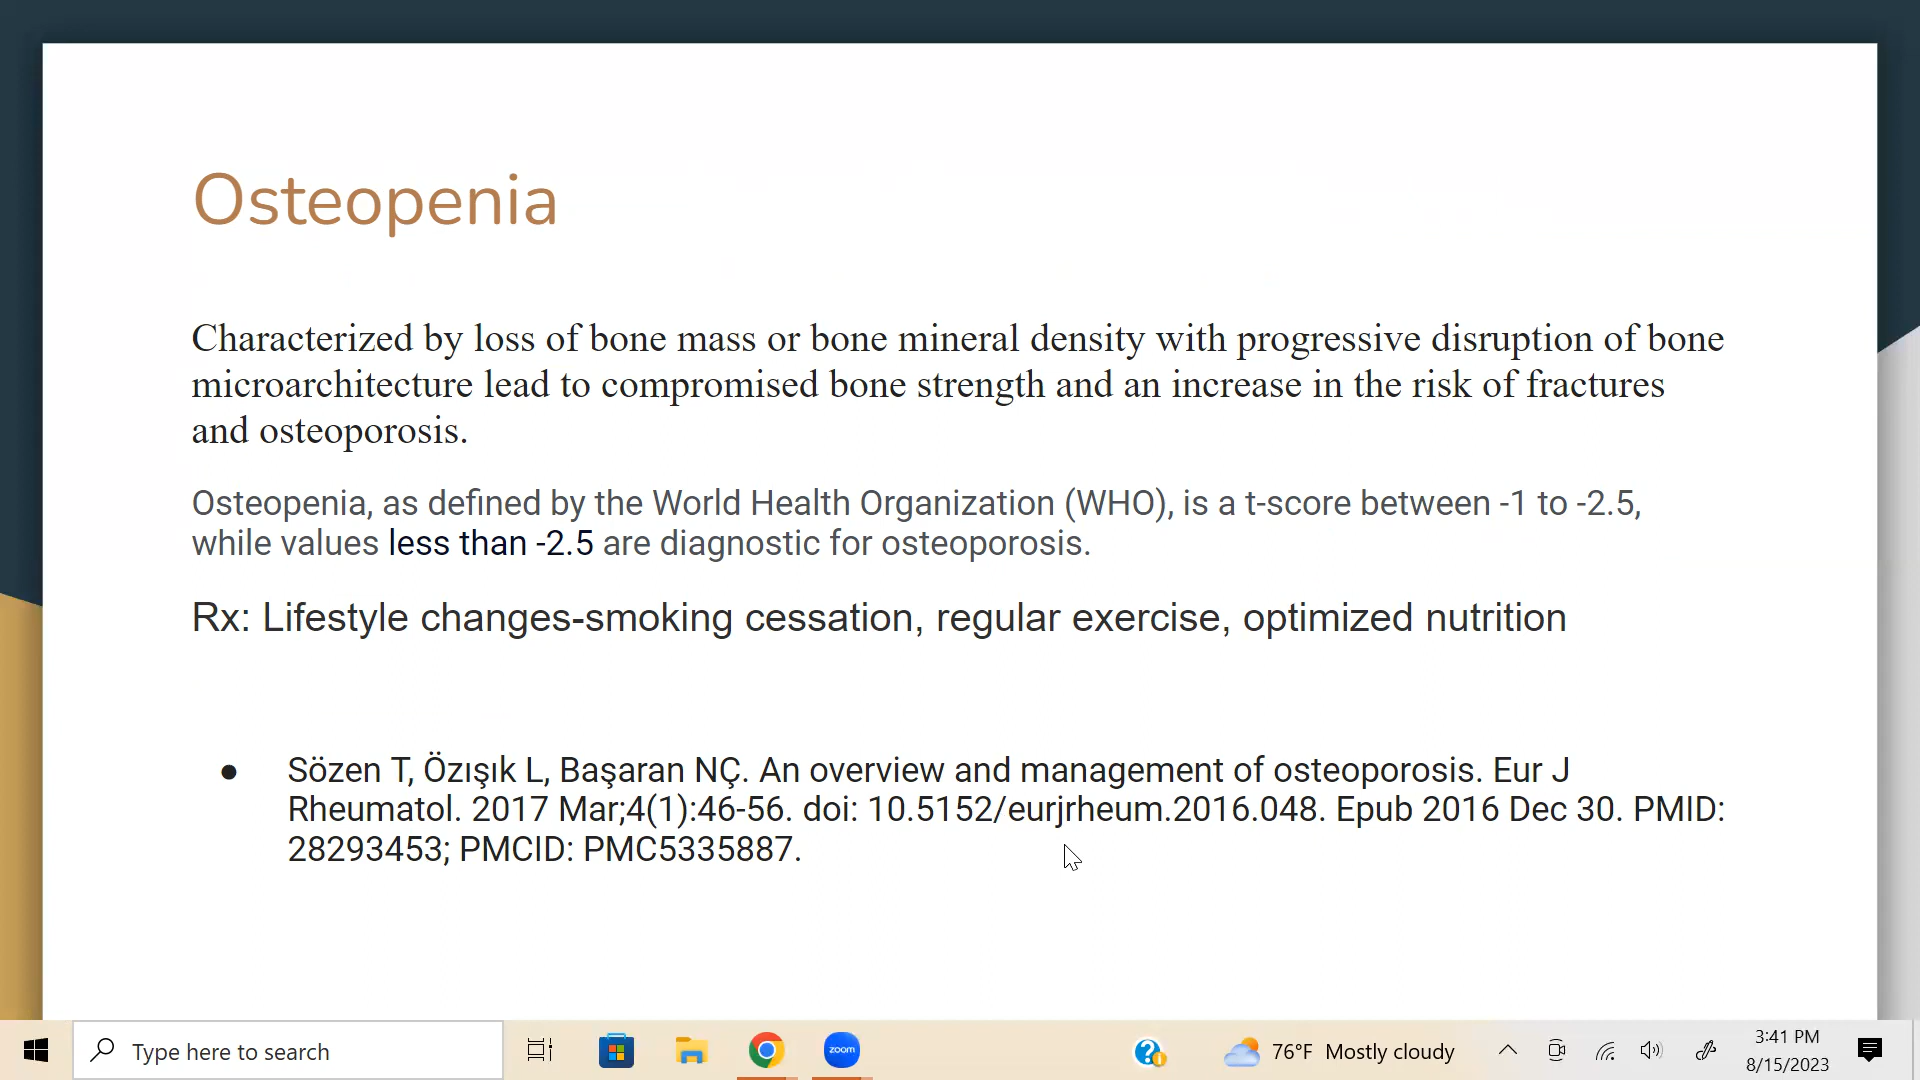 Osteopenia
Characterized by loss of bone mass or bone mineral density with progressive disruption of bone
microarchitecture lead to compromised bone strength and an increase in the risk of fractures
and osteoporosis.
Osteopenia, as defined by the World Health Organization (WHO), is a t-score between -1 to -2.5,
while values less than -2.5 are diagnostic for osteoporosis.
Rx: Lifestyle changes-smoking cessation, regular exercise, optimized nutrition
● Sözen T, Özışık L, Başaran NÇ. An overview and management of osteoporosis. Eur J
Rheumatol. 2017 Mar;4(1):46-56. doi: 10.5152/eurjrheum.2016.048. Epub 2016 Dec 30. PMID:
28293453; PMCID: PMC5335887.
Type here to search
zoom
76°F Mostly cloudy
3:41 PM
8/15/2023